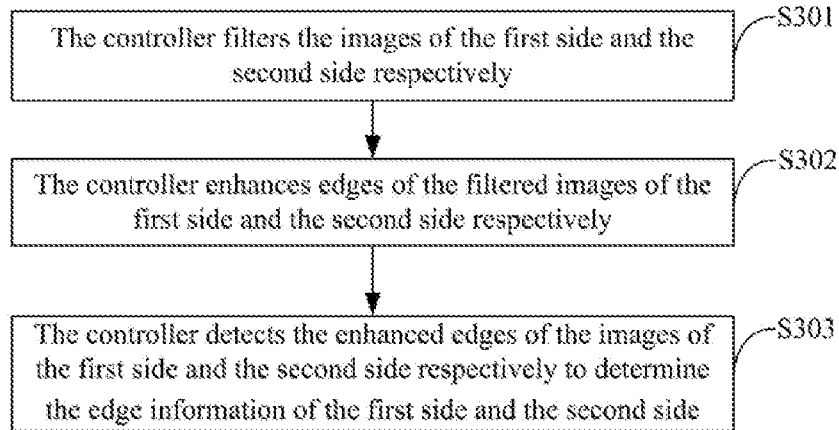 The controller filters the images of the first side and the
second side respectively
S301
The controller enhances edges of the filtered images of the
first side and the second side respectively
S302
The controller detects the enhanced edges of the images of
the first side and the second side respectively to determine
the edge information of the first side and the second side
S303